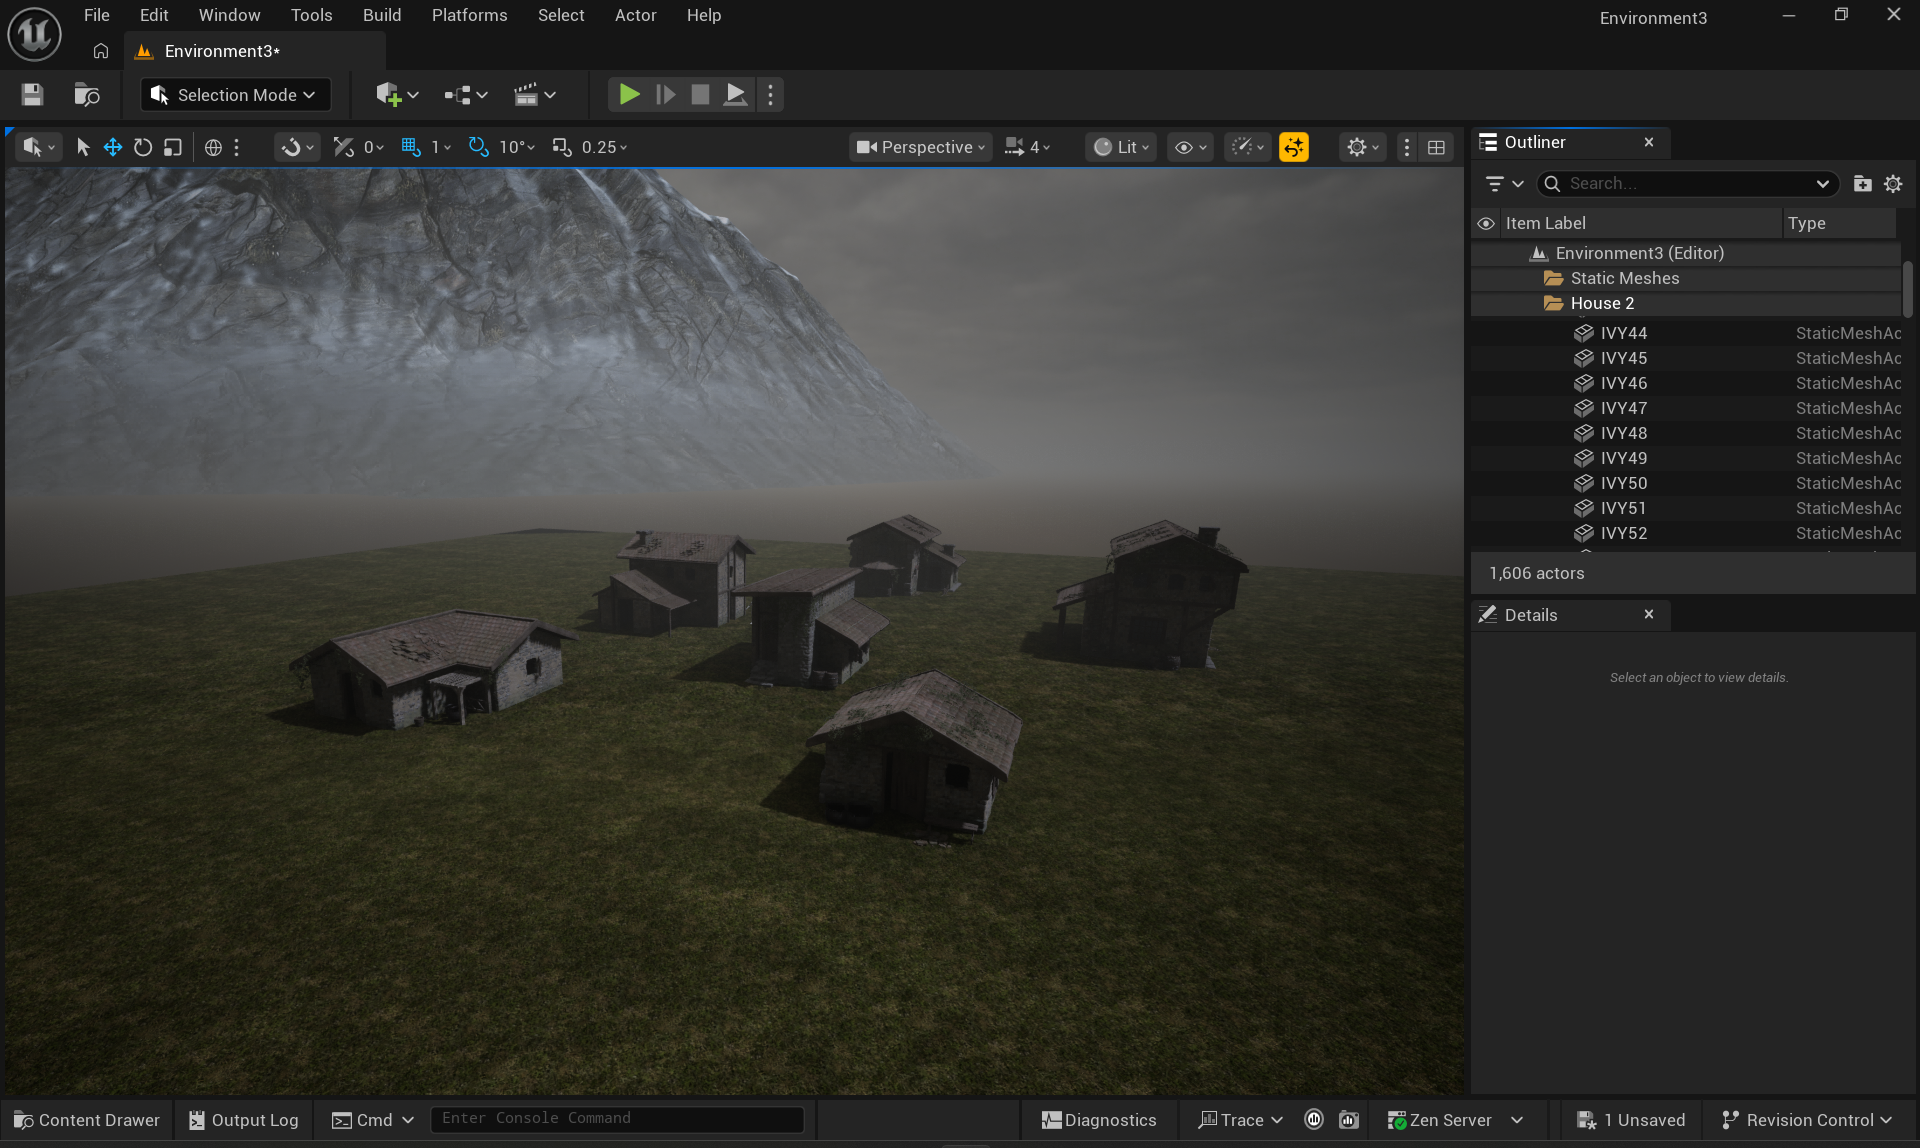 File Edit Window Tools Build Platforms Select Actor Help
Environment3
Environment3*
Selection Mode
0 1 10° 0.25 Perspective 4 Lit
Outliner
Search...
Item Label Type
Environment3 (Editor)
Static Meshes
House 2
IVY44 StaticMeshAc
IVY45 StaticMeshAc
IVY46 StaticMeshAc
IVY47 StaticMeshAc
IVY48 StaticMeshAc
IVY49 StaticMeshAc
IVY50 StaticMeshAc
IVY51 StaticMeshAc
IVY52 StaticMeshAc
1,606 actors
Details
Select an object to view details.
Content Drawer Output Log Cmd Enter Console Command Diagnostics Trace Zen Server 1 Unsaved Revision Control